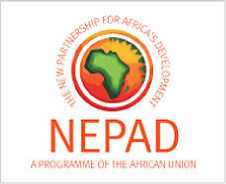 THE NEW PARTNERSHIP FOR AFRICA'S DEVELOPMENT
NEPAD
A PROGRAMME OF THE AFRICAN UNION